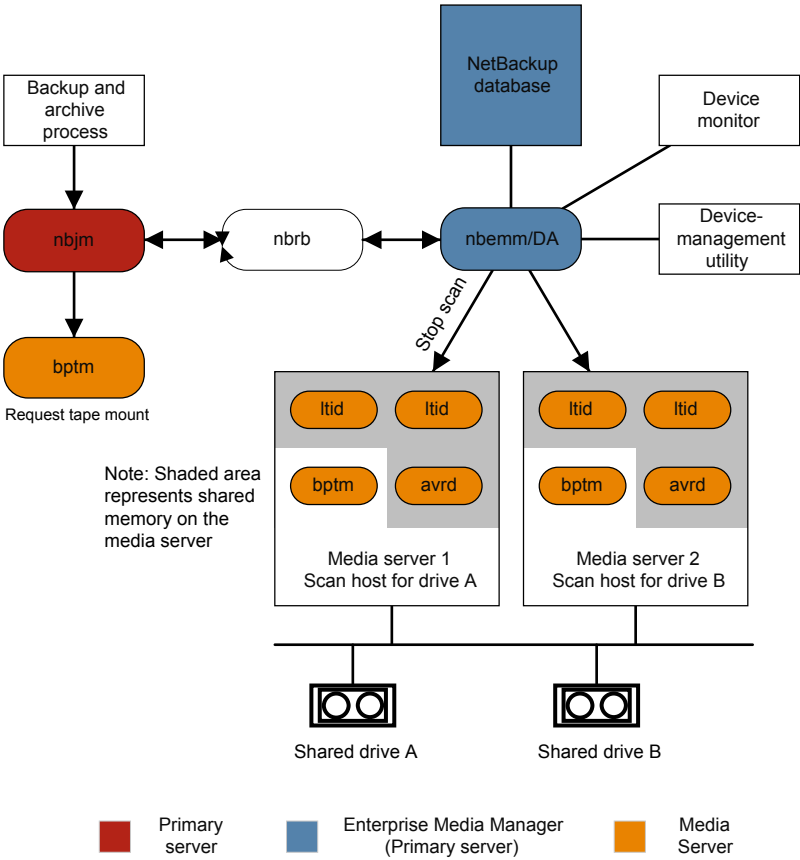 NetBackup
database
Backup and
archive
process
Device
monitor
nbjm
nbrb
nbemm/DA
Device-
management
utility
Stop scan
bptm
Request tape mount
ltid
ltid
ltid
ltid
Note: Shaded area
represents shared
memory on the
media server
bptm
avrd
bptm
avrd
Media server 1
Scan host for drive A
Media server 2
Scan host for drive B
Shared drive A
Shared drive B
Primary
server
Enterprise Media Manager
(Primary server)
Media
Server